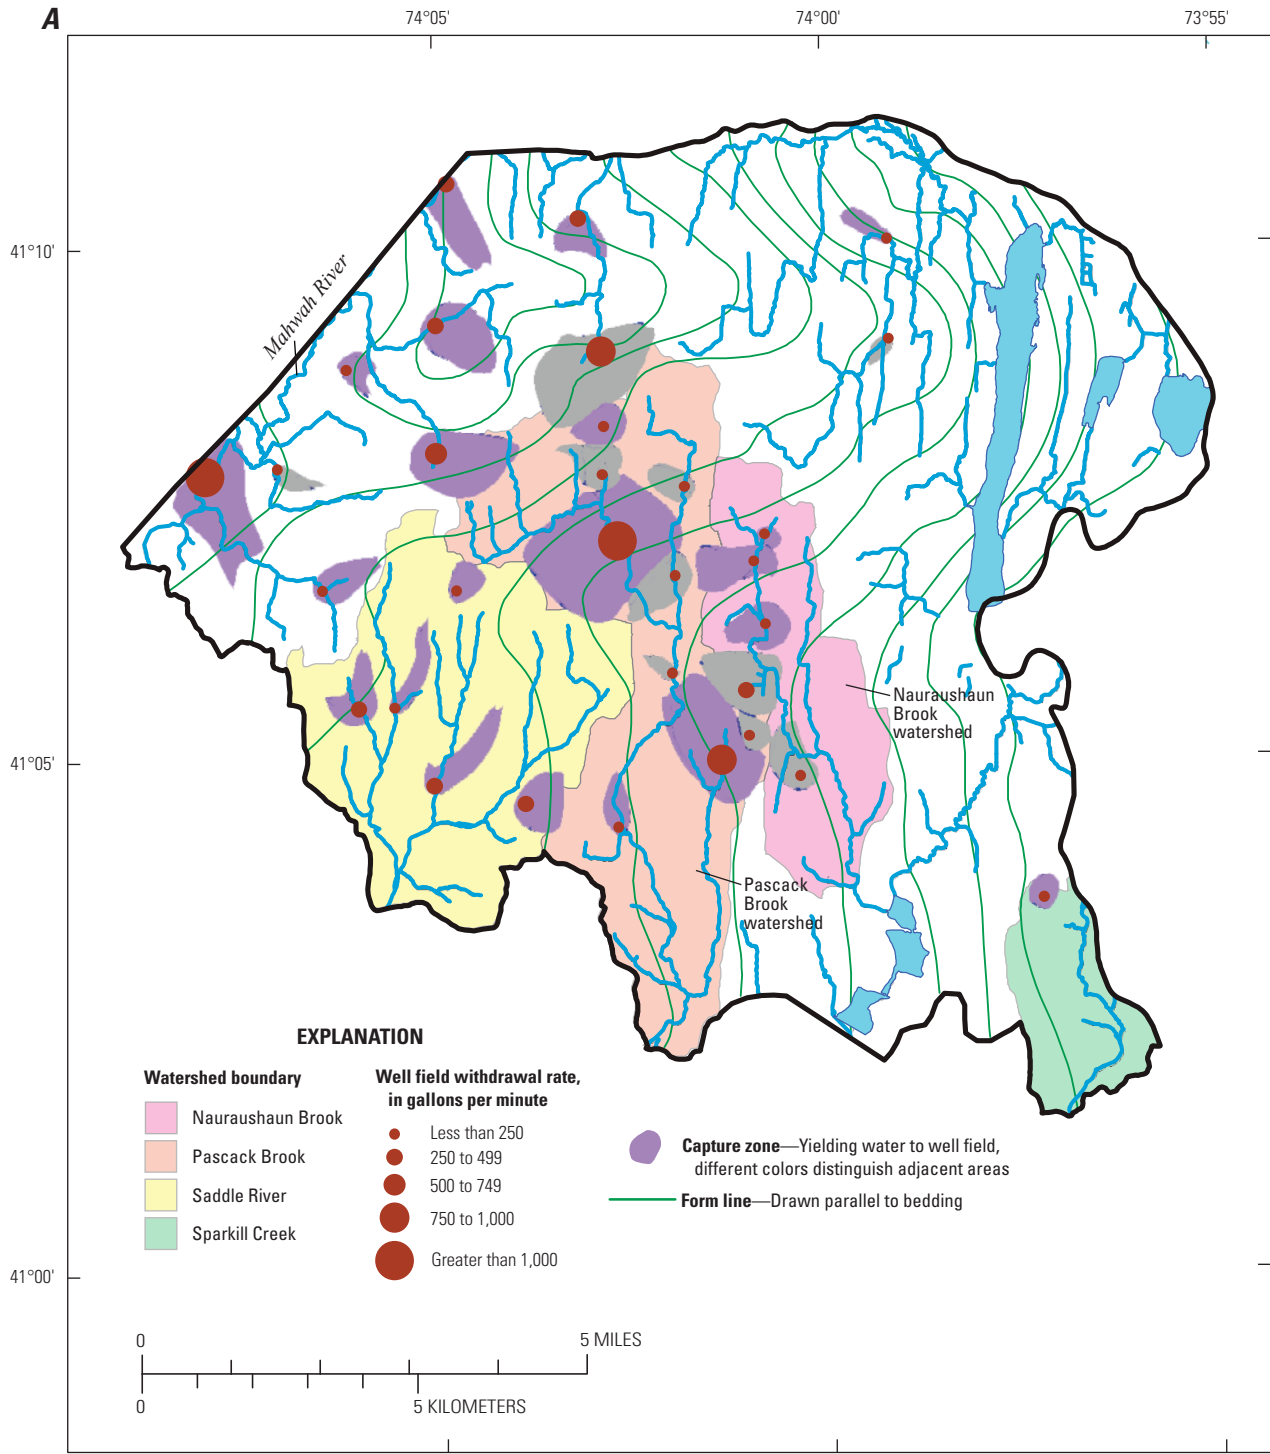 A
74°05'
74°00'
73°55'
41°10'
Mahwah River
Nauraushaun
Brook
watershed
41°05'
Pascack
Brook
watershed
EXPLANATION
Watershed boundary
Nauraushaun Brook
Pascack Brook
Saddle River
Sparkill Creek
Well field withdrawal rate,
in gallons per minute
Less than 250
250 to 499
500 to 749
750 to 1,000
Greater than 1,000
Capture zone—Yielding water to well field,
different colors distinguish adjacent areas
Form line—Drawn parallel to bedding
41°00'
0
5 MILES
0
5 KILOMETERS